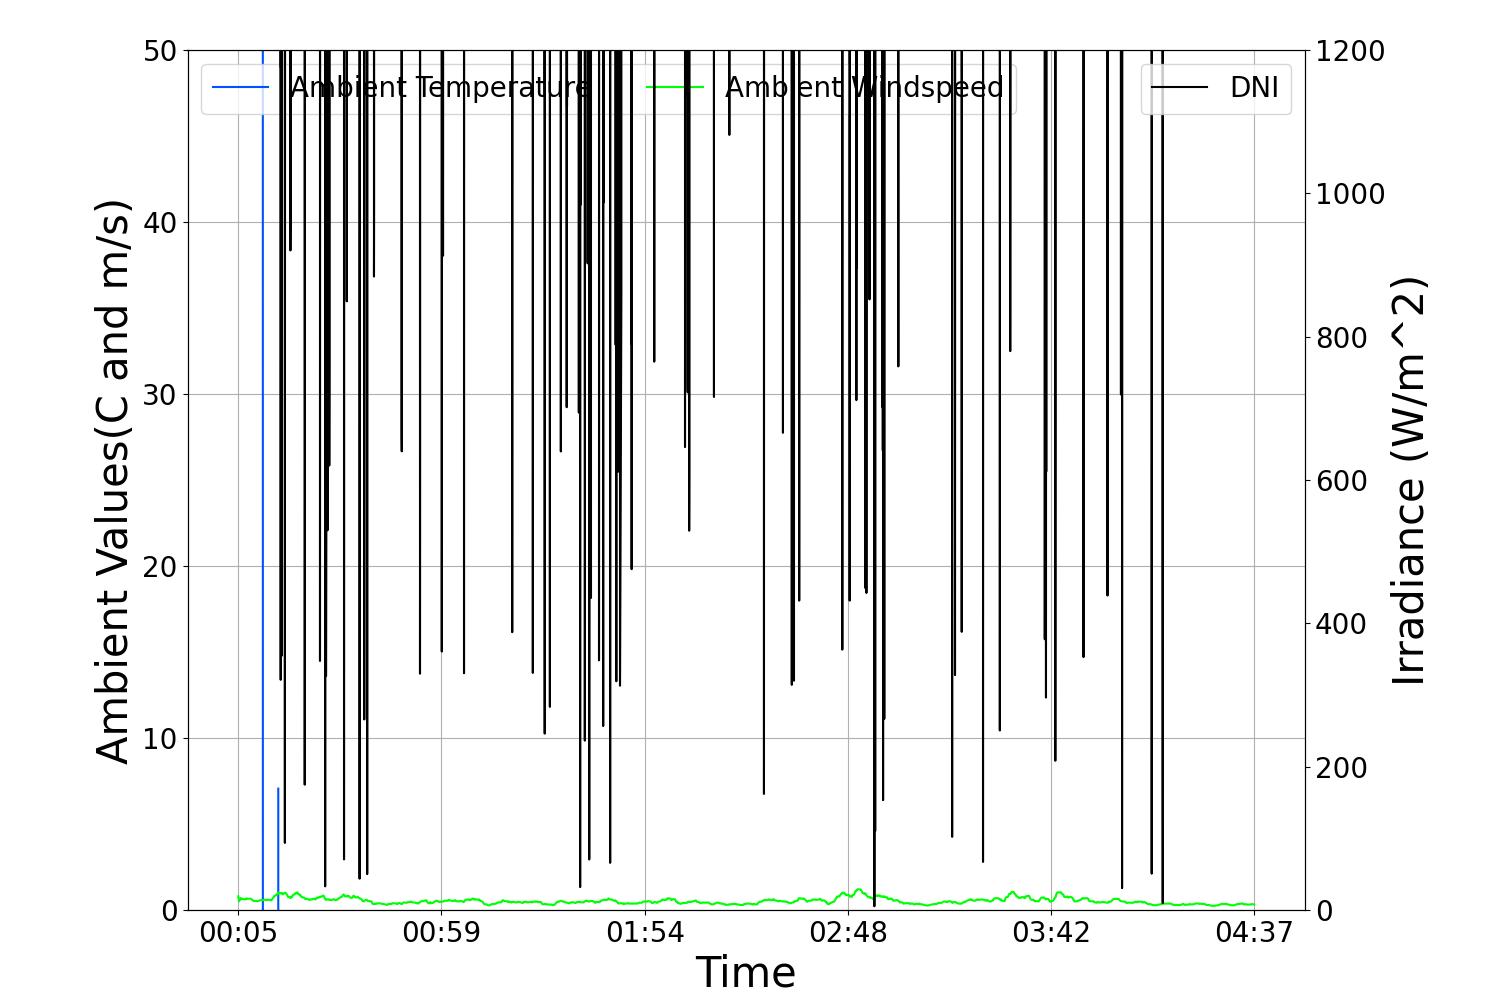 Ambient Temperature
Ambient Windspeed
DNI
Ambient Values(C and m/s)
50
40
30
20
10
0
1200
1000
800
600
400
200
0
Irradiance (W/m^2)
00:05 00:59 01:54 02:48 03:42 04:37
Time